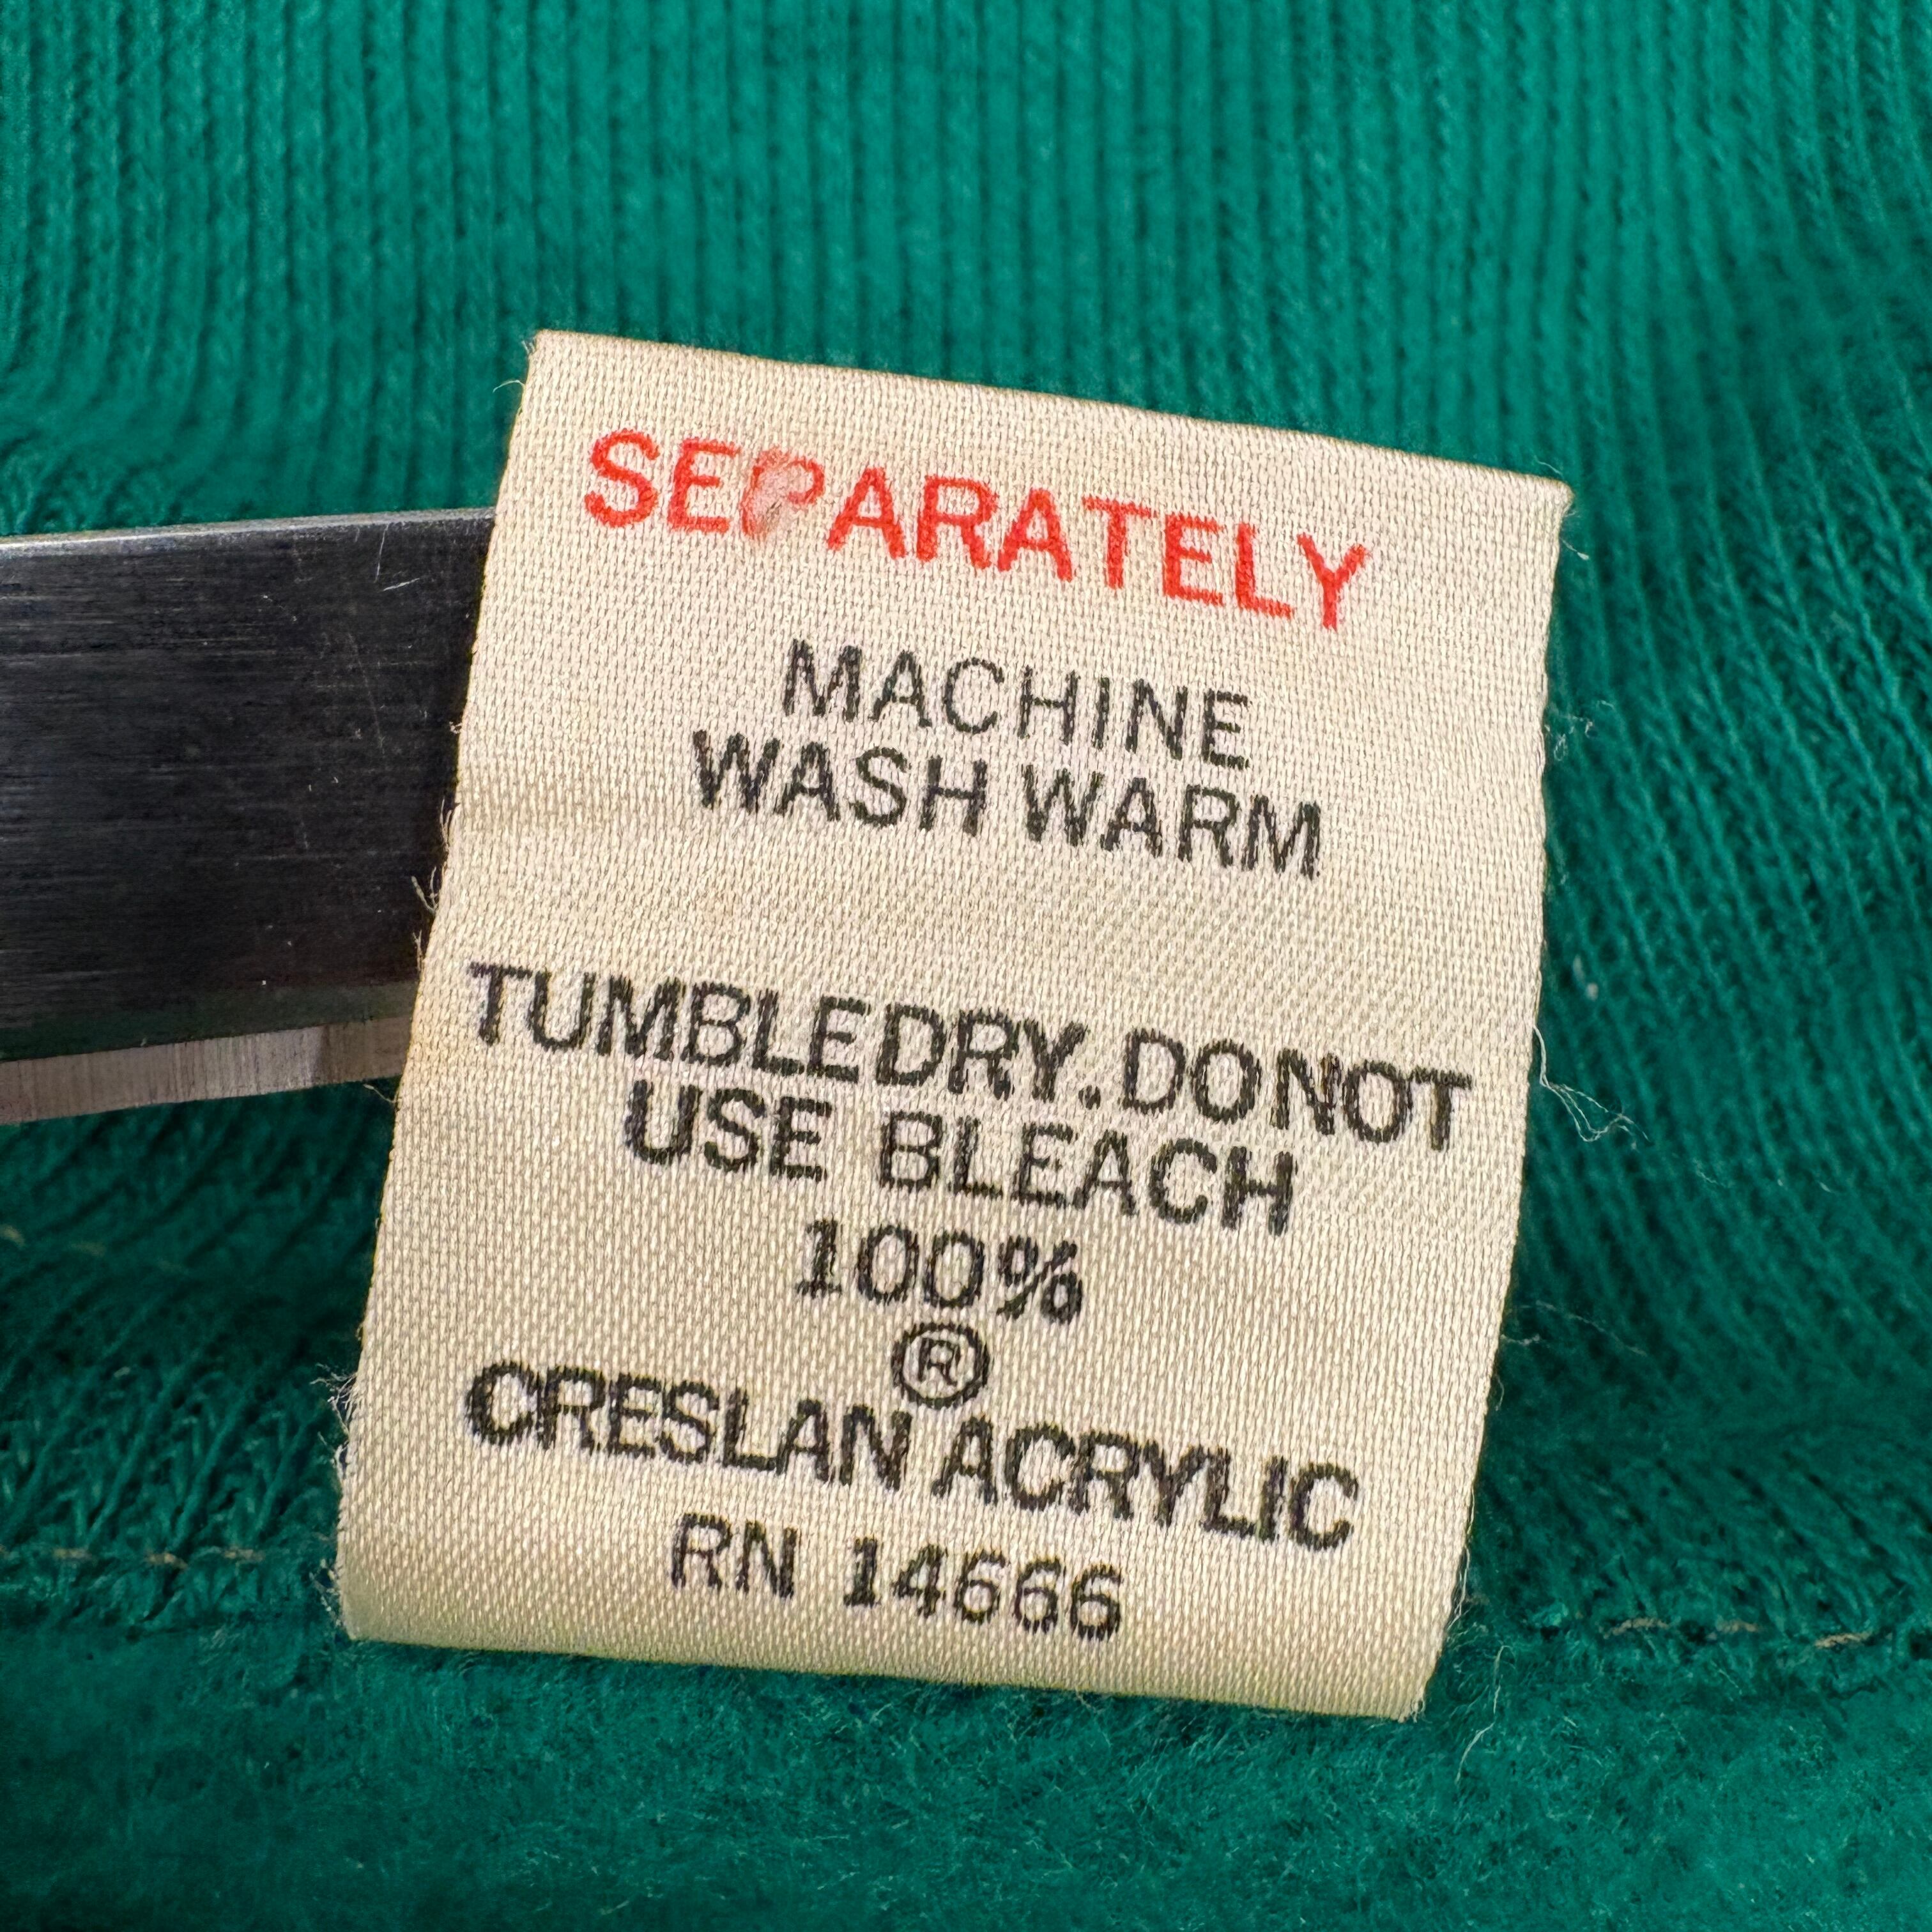 SEPARATELY
MACHINE
WASH WARM
TUMBLE DRY. DO NOT
USE BLEACH
100%
®
CRESLAN ACRYLIC
RN 14666